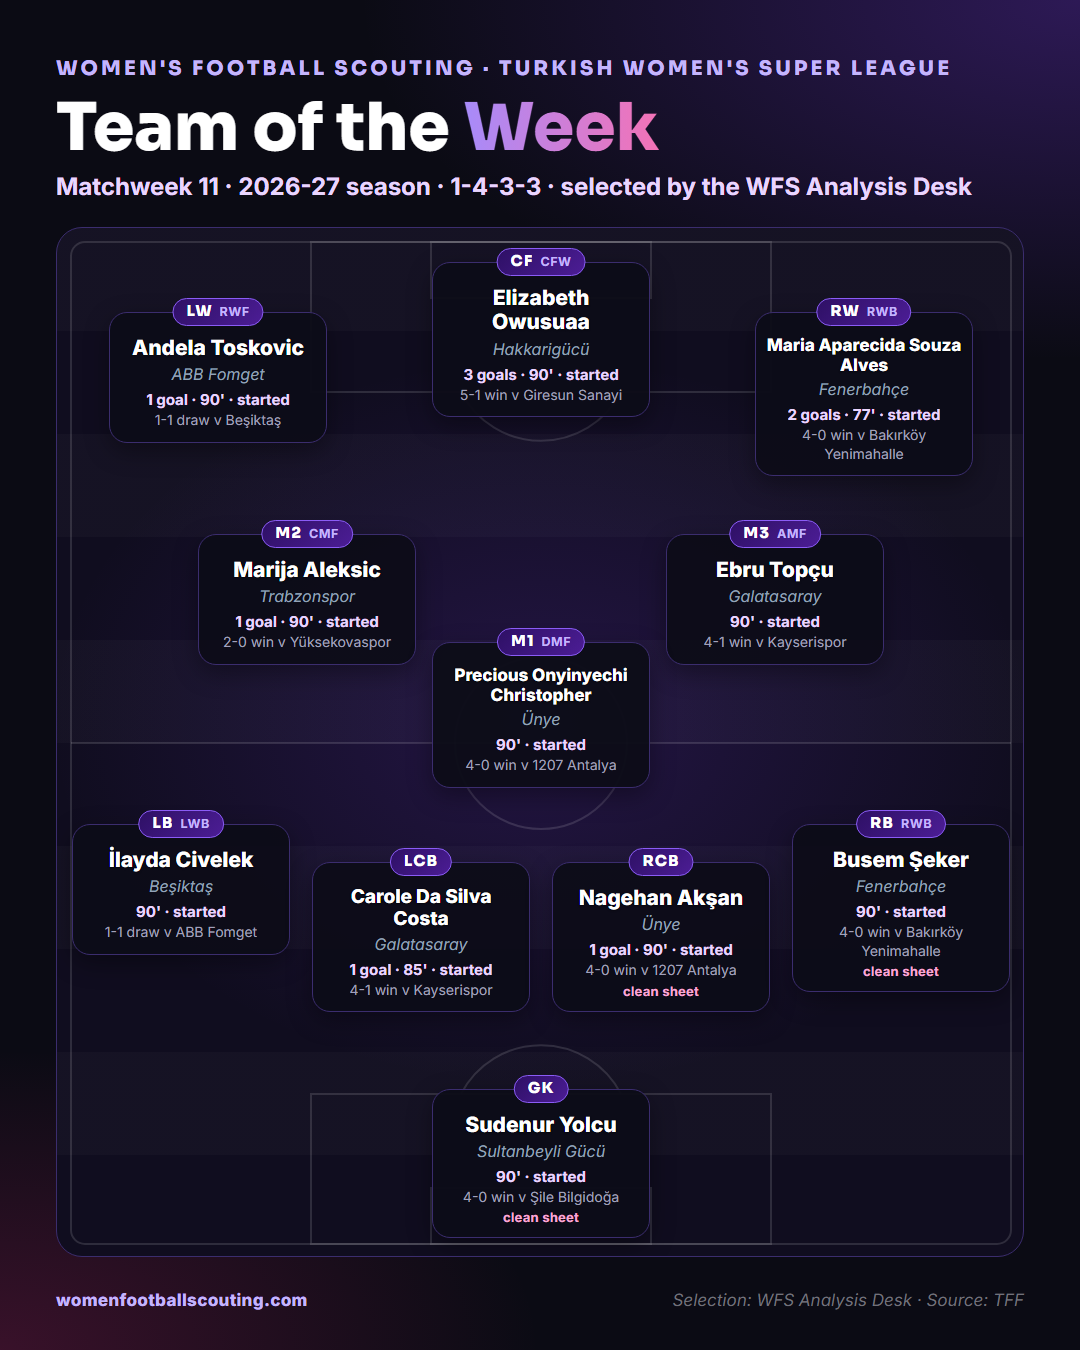 WOMEN'S FOOTBALL SCOUTING · TURKISH WOMEN'S SUPER LEAGUE
Team of the Week
Matchweek 11 · 2026-27 season · 1-4-3-3 · selected by the WFS Analysis Desk
LW RWF
Andela Toskovic
ABB Fomget
1 goal · 90' · started
1-1 draw v Beşiktaş
CF CFW
Elizabeth
Owusuaa
Hakkarigücü
3 goals · 90' · started
5-1 win v Giresun Sanayi
RW RWB
Maria Aparecida Souza
Alves
Fenerbahçe
2 goals · 77' · started
4-0 win v Bakırköy
Yenimahalle
M2 CMF
Marija Aleksic
Trabzonspor
1 goal · 90' · started
2-0 win v Yüksekovaspor
M3 AMF
Ebru Topçu
Galatasaray
90' · started
4-1 win v Kayserispor
M1 DMF
Precious Onyinyechi
Christopher
Ünye
90' · started
4-0 win v 1207 Antalya
LB LWB
İlayda Civelek
Beşiktaş
90' · started
1-1 draw v ABB Fomget
LCB
Carole Da Silva
Costa
Galatasaray
1 goal · 85' · started
4-1 win v Kayserispor
RCB
Nagehan Akşan
Ünye
1 goal · 90' · started
4-0 win v 1207 Antalya
clean sheet
RB RWB
Busem Şeker
Fenerbahçe
90' · started
4-0 win v Bakırköy
Yenimahalle
clean sheet
GK
Sudenur Yolcu
Sultanbeyli Gücü
90' · started
4-0 win v Şile Bilgidoğa
clean sheet
womenfootballscouting.com
Selection: WFS Analysis Desk · Source: TFF